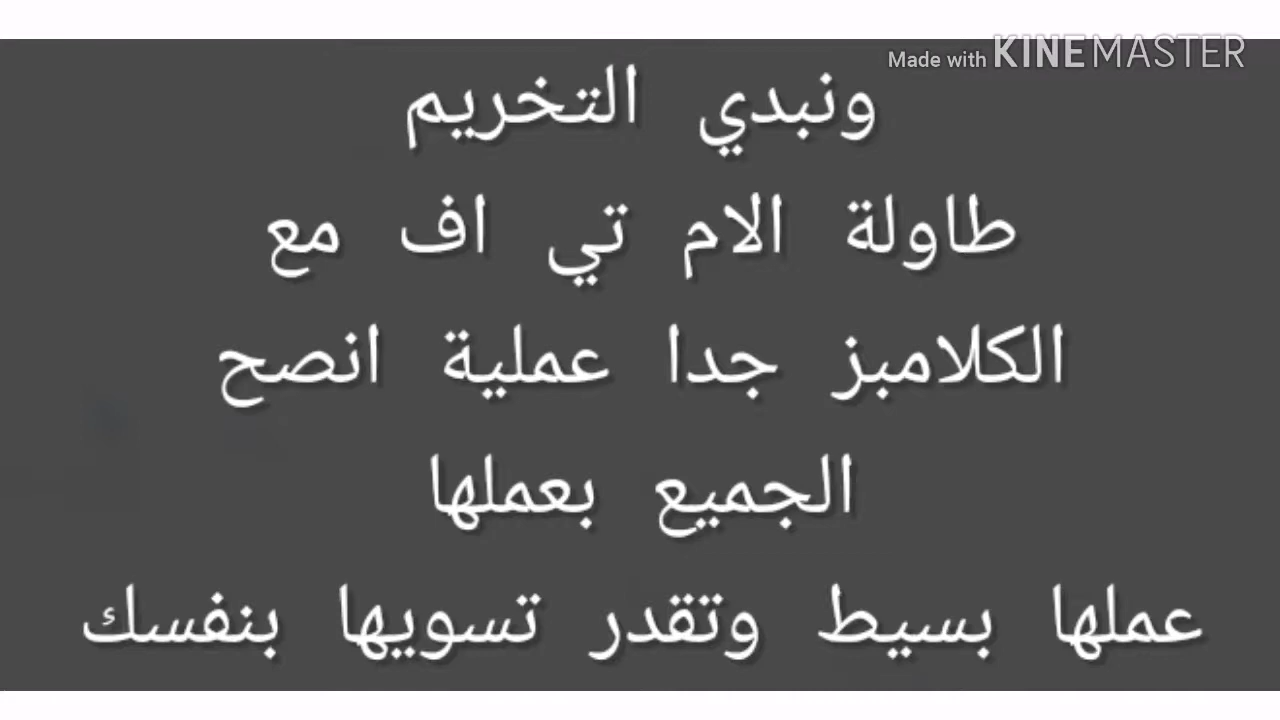 Made with KINEMASTER
ونبدي التخريم
طاولة الام تي اف مع
الكلامبز جدا عملية انصح
الجميع بعملها
عملها بسيط وتقدر تسويها بنفسك